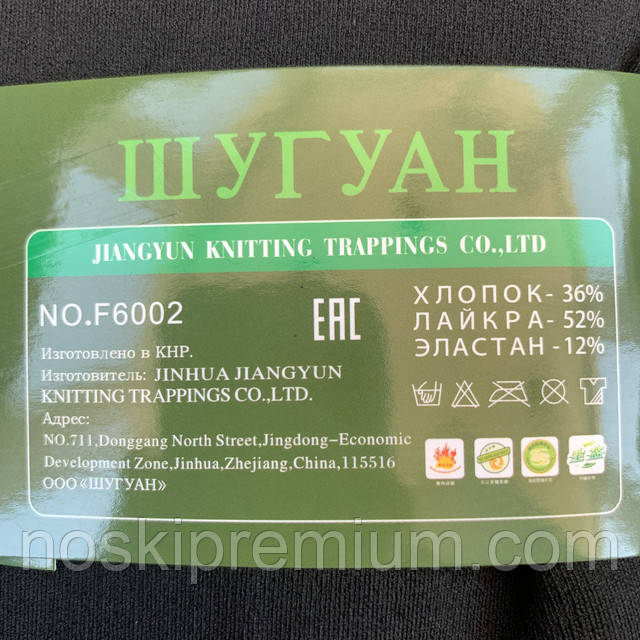 ШУГУАН
JIANGYUN KNITTING TRAPPINGS CO.,LTD
NO.F6002
EAC
ХЛОПОК- 36%
ЛАЙКРА- 52%
ЭЛАСТАН -12%
Изготовлено в КНР.
Изготовитель: JINHUA JIANGYUN
KNITTING TRAPPINGS CO.,LTD.
Адрес:
NO.711,Donggang North Street,Jingdong-Economic
Development Zone,Jinhua,Zhejiang,China,115516
ООО «ШУГУАН»
noskipremium.com